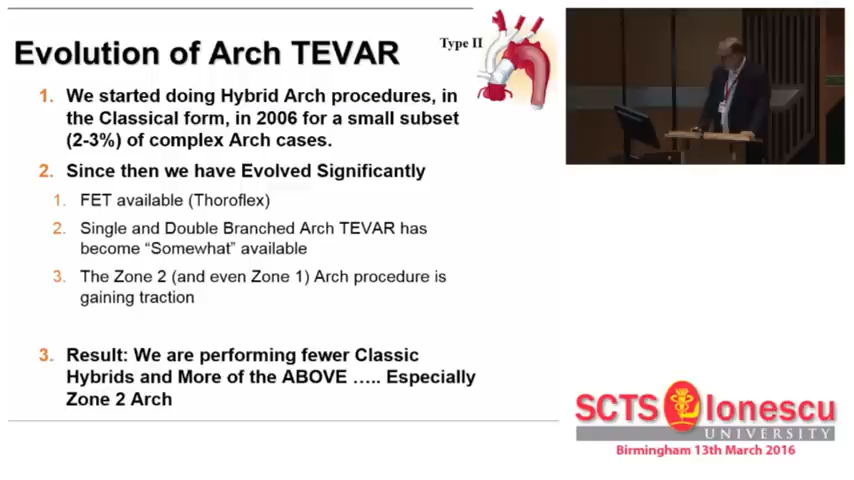 Evolution of Arch TEVAR
Type II
1. We started doing Hybrid Arch procedures, in
the Classical form, in 2006 for a small subset
(2-3%) of complex Arch cases.
2. Since then we have Evolved Significantly
1. FET available (Thoroflex)
2. Single and Double Branched Arch TEVAR has
become “Somewhat” available
3. The Zone 2 (and even Zone 1) Arch procedure is
gaining traction
3. Result: We are performing fewer Classic
Hybrids and More of the ABOVE ….. Especially
Zone 2 Arch
SCTS Ionescu
UNIVERSITY
Birmingham 13th March 2016